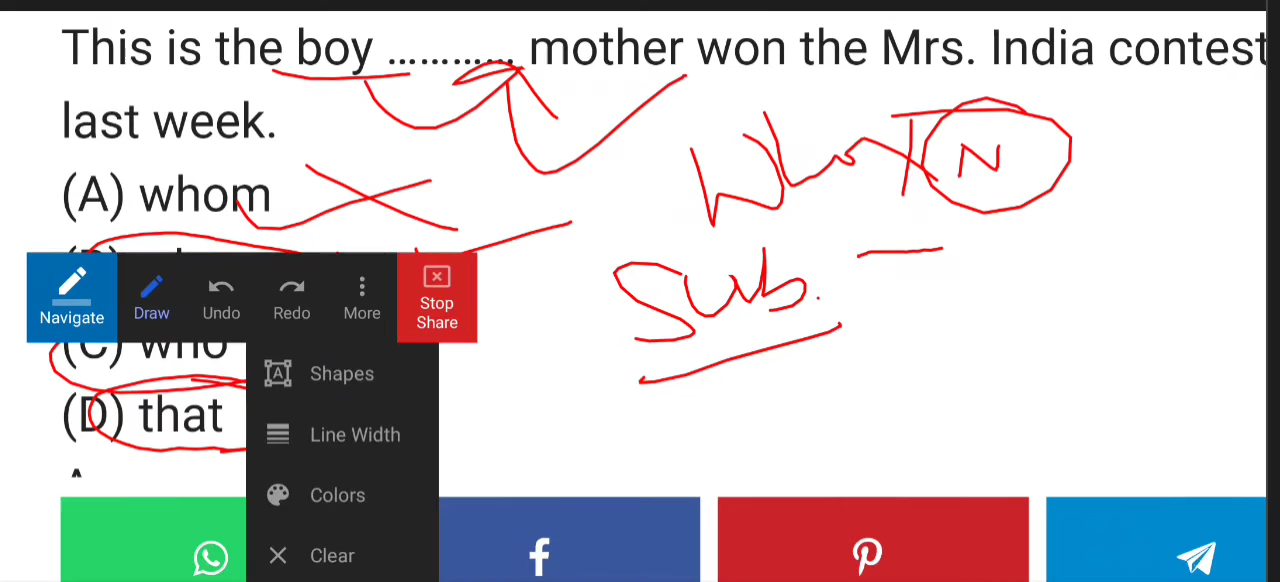 This is the boy ............. mother won the Mrs. India contest
last week.
(A) whom
(C) who
(D) that
Navigate
Draw
Undo
Redo
More
Stop
Share
Shapes
Line Width
Colors
Clear
N
Sub.